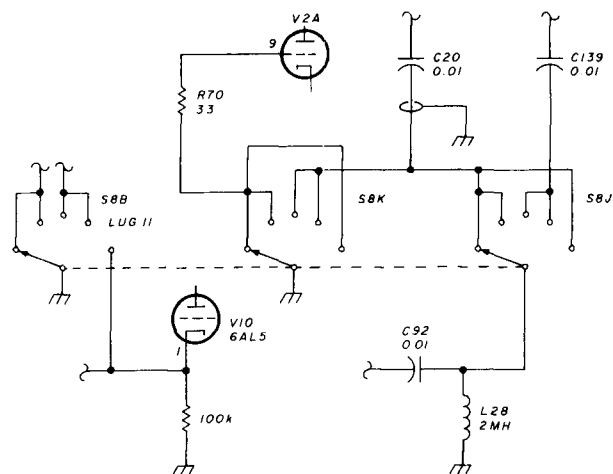 V2A
9
C20
0.01
C139
0.01
R70
33
S8B
LUG 11
S8K
S8J
V10
6AL5
1
C92
0.01
100k
L28
2MH